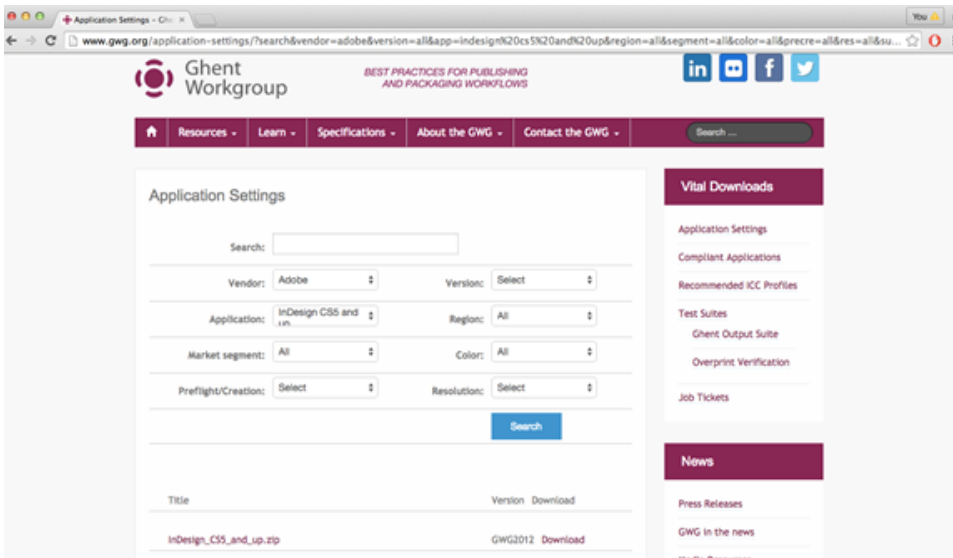 Application Settings - Ghe
You
www.gwg.org/application-settings/?search&vendor=adobe&version=all&app=indesign%20cs5%20and%20up&region=all&segment=all&color=all&precre=all&res=all&su...
Ghent
Workgroup
BEST PRACTICES FOR PUBLISHING
AND PACKAGING WORKFLOWS
in f
Resources Learn Specifications About the GWG Contact the GWG Search ...
Application Settings
Search:
Vendor: Adobe Version: Select
Application: InDesign CS5 and up Region: All
Market segment: All Color: All
Preflight/Creation: Select Resolution: Select
Search
Title Version Download
InDesign_CS5_and_up.zip GWG2012 Download
Vital Downloads
Application Settings
Compliant Applications
Recommended ICC Profiles
Test Suites
Ghent Output Suite
Overprint Verification
Job Tickets
News
Press Releases
GWG in the news